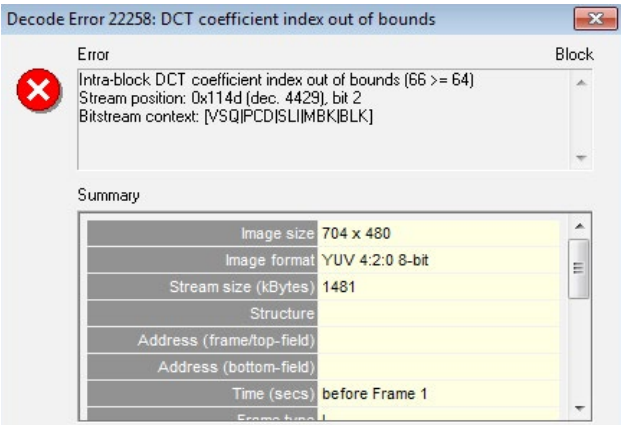 Decode Error 22258: DCT coefficient index out of bounds
Error Block
Intra-block DCT coefficient index out of bounds (66 >= 64)
Stream position: 0x114d (dec. 4429), bit 2
Bitstream context: [VSQ|PCD|SLI|MBK|BLK]
Summary
Image size 704 x 480
Image format YUV 4:2:0 8-bit
Stream size (kBytes) 1481
Structure
Address (frame/top-field)
Address (bottom-field)
Time (secs) before Frame 1
Frame type I